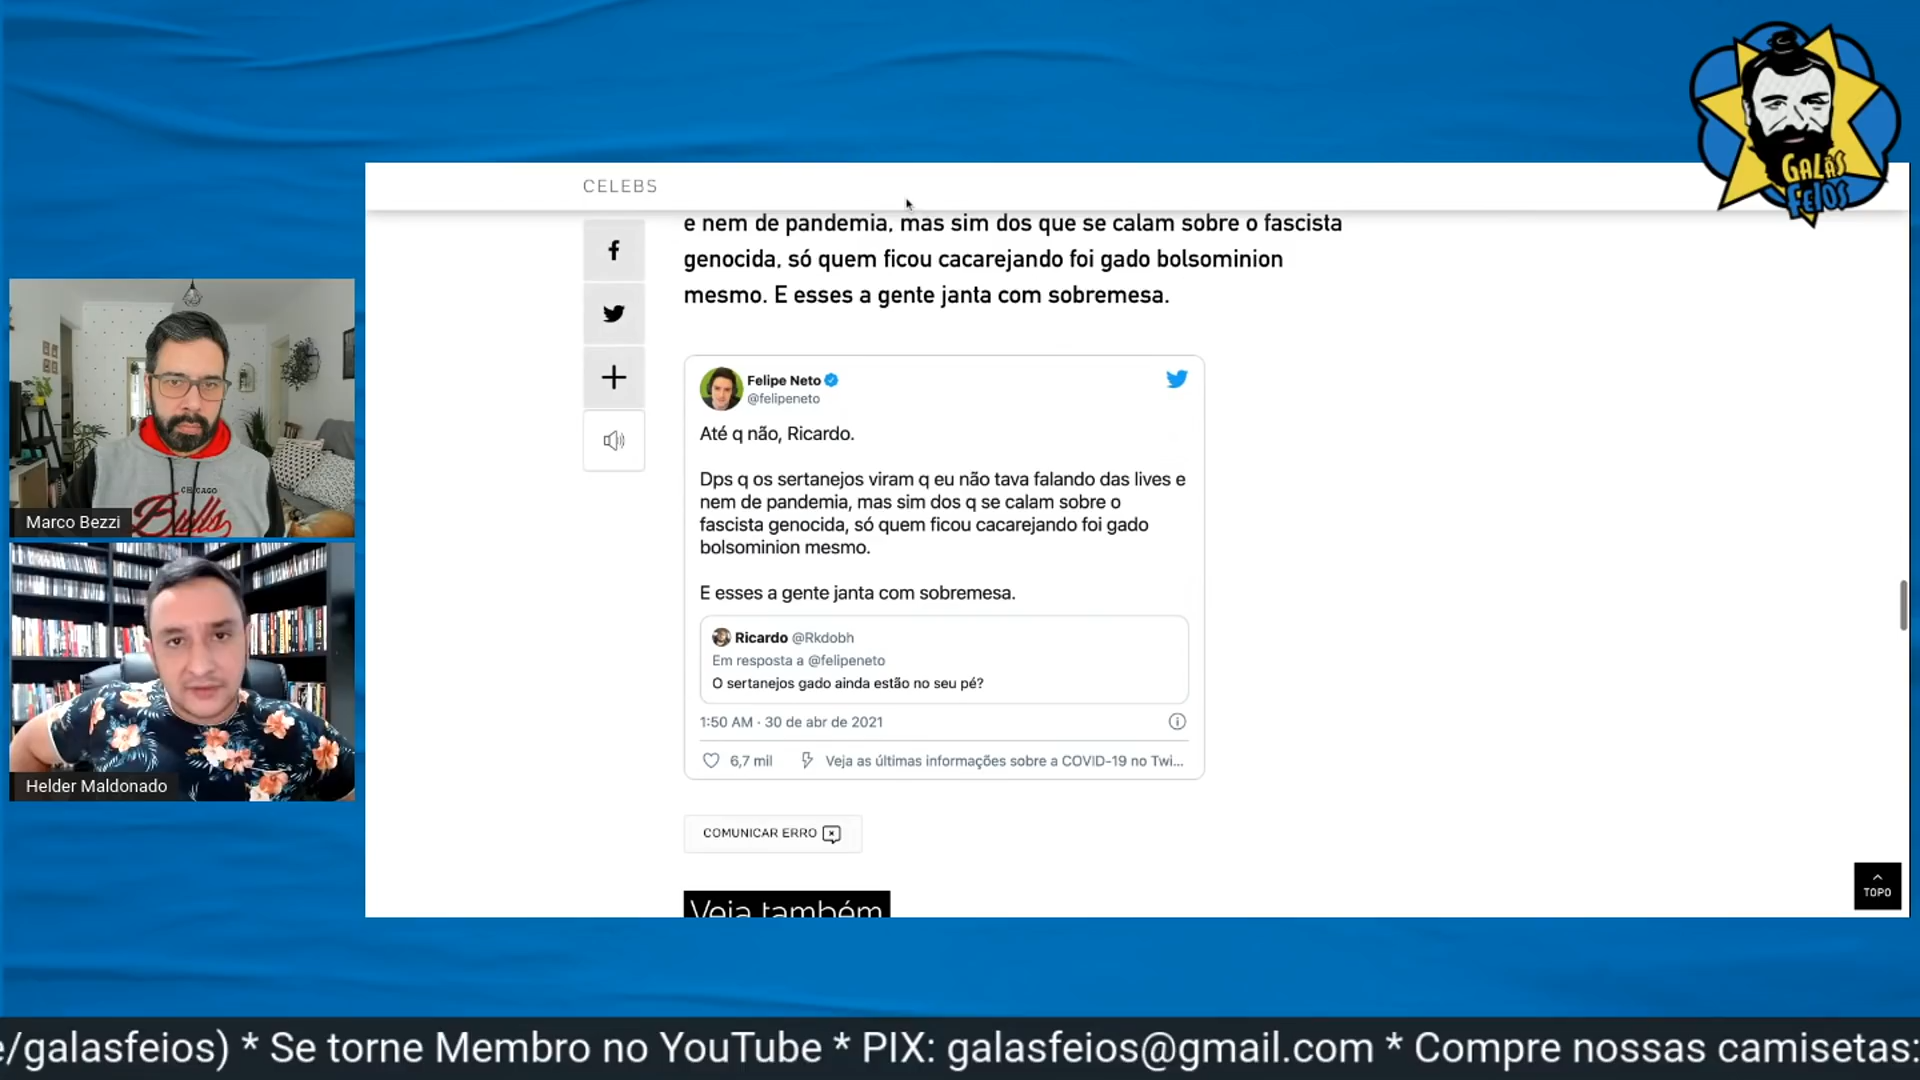 GALÃS
FEIOS
CELEBS
e nem de pandemia, mas sim dos que se calam sobre o fascista
genocida, só quem ficou cacarejando foi gado bolsominion
mesmo. E esses a gente janta com sobremesa.
Felipe Neto
@felipeneto
Até q não, Ricardo.
Dps q os sertanejos viram q eu não tava falando das lives e
nem de pandemia, mas sim dos q se calam sobre o
fascista genocida, só quem ficou cacarejando foi gado
bolsominion mesmo.
E esses a gente janta com sobremesa.
Ricardo @Rkdobh
Em resposta a @felipeneto
O sertanejos gado ainda estão no seu pé?
1:50 AM · 30 de abr de 2021
6,7 mil
Veja as últimas informações sobre a COVID-19 no Twi...
COMUNICAR ERRO
Veja também
TOPO
CHICAGO
Bulls
Marco Bezzi
Helder Maldonado
e/galasfeios) * Se torne Membro no YouTube * PIX: galasfeios@gmail.com * Compre nossas camisetas: